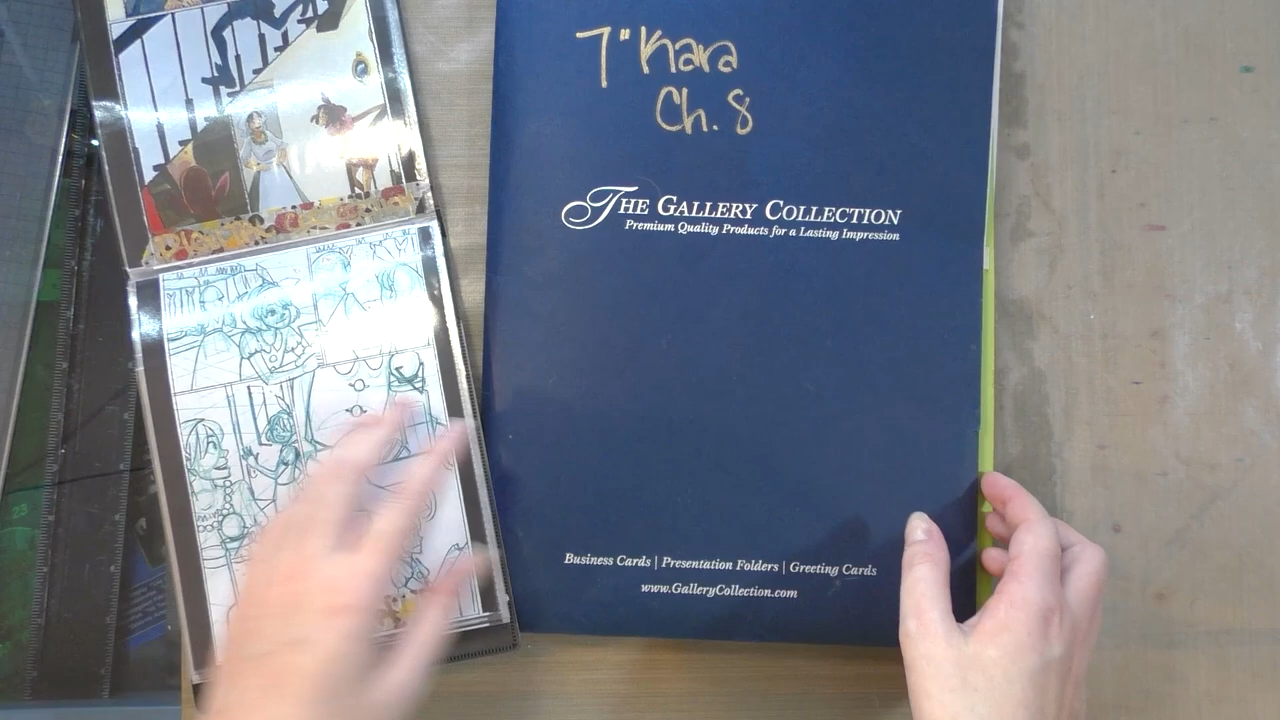 7" Kara
Ch. 8
THE GALLERY COLLECTION
Premium Quality Products for a Lasting Impression
Business Cards | Presentation Folders | Greeting Cards
www.GalleryCollection.com
23